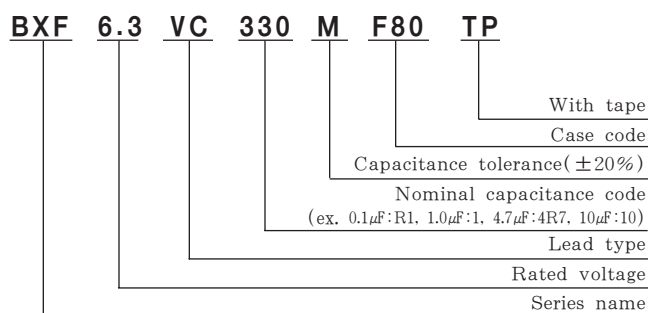 BXF 6.3 VC 330 M F80 TP
With tape
Case code
Capacitance tolerance(±20%)
Nominal capacitance code
(ex. 0.1μF:R1, 1.0μF:1, 4.7μF:4R7, 10μF:10)
Lead type
Rated voltage
Series name